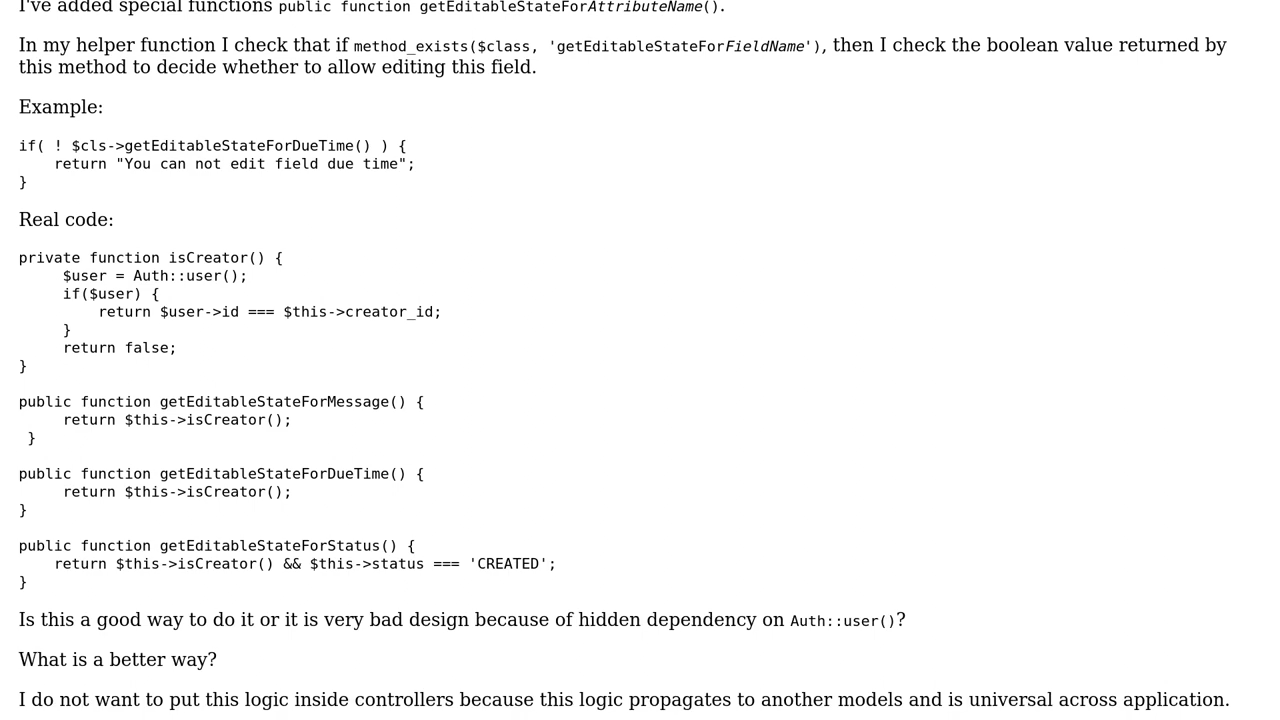 I've added special functions public function getEditableStateForAttributeName().
In my helper function I check that if method_exists($class, 'getEditableStateForFieldName'), then I check the boolean value returned by
this method to decide whether to allow editing this field.
Example:
if( ! $cls->getEditableStateForDueTime() ) {
    return "You can not edit field due time";
}
Real code:
private function isCreator() {
     $user = Auth::user();
     if($user) {
         return $user->id === $this->creator_id;
     }
     return false;
}
public function getEditableStateForMessage() {
     return $this->isCreator();
 }
public function getEditableStateForDueTime() {
     return $this->isCreator();
}
public function getEditableStateForStatus() {
    return $this->isCreator() && $this->status === 'CREATED';
}
Is this a good way to do it or it is very bad design because of hidden dependency on Auth::user()?
What is a better way?
I do not want to put this logic inside controllers because this logic propagates to another models and is universal across application.